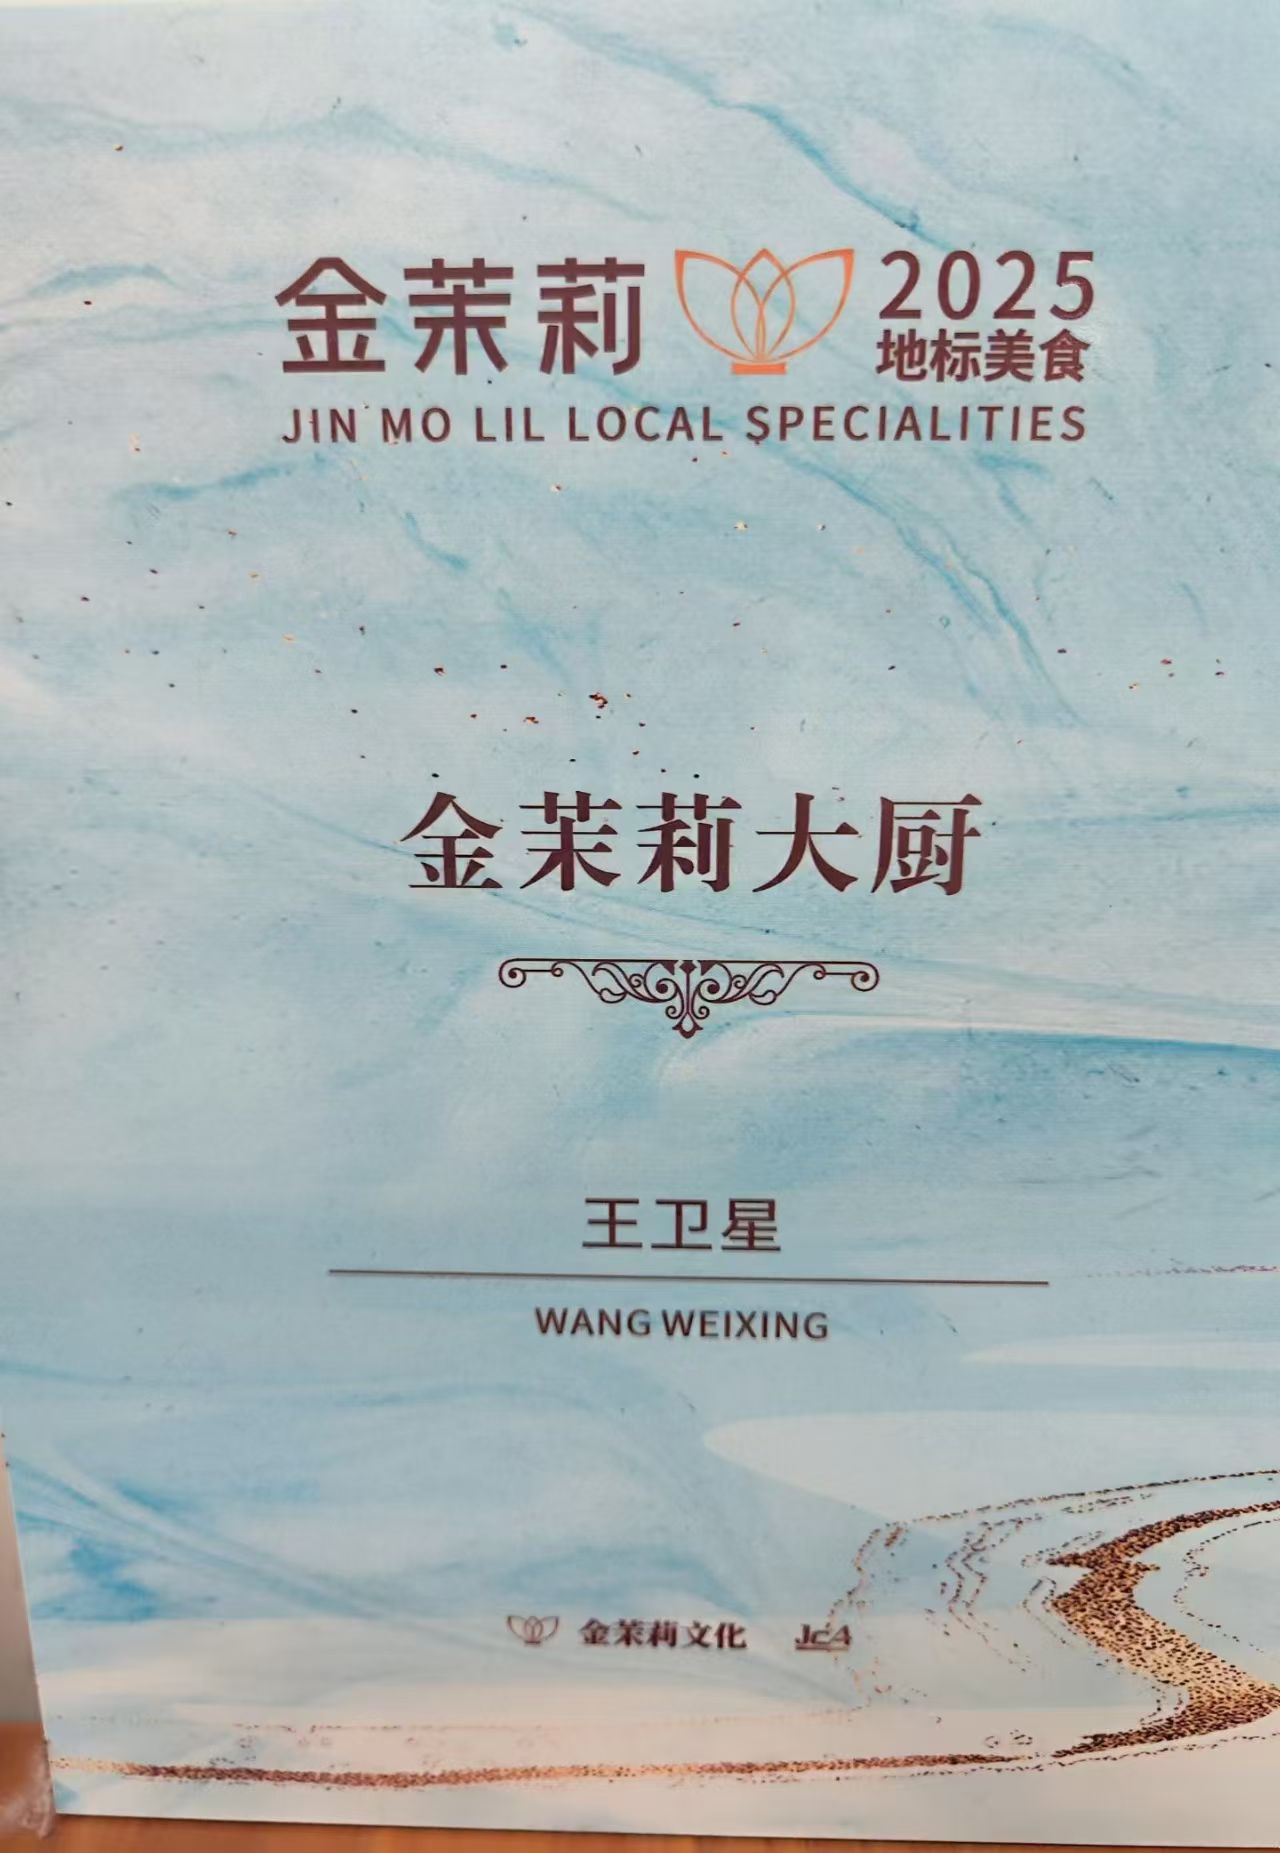 金茉莉 2025
地标美食
JIN MO LIL LOCAL SPECIALITIES
金茉莉大厨
王卫星
WANG WEIXING
金茉莉文化 JCA